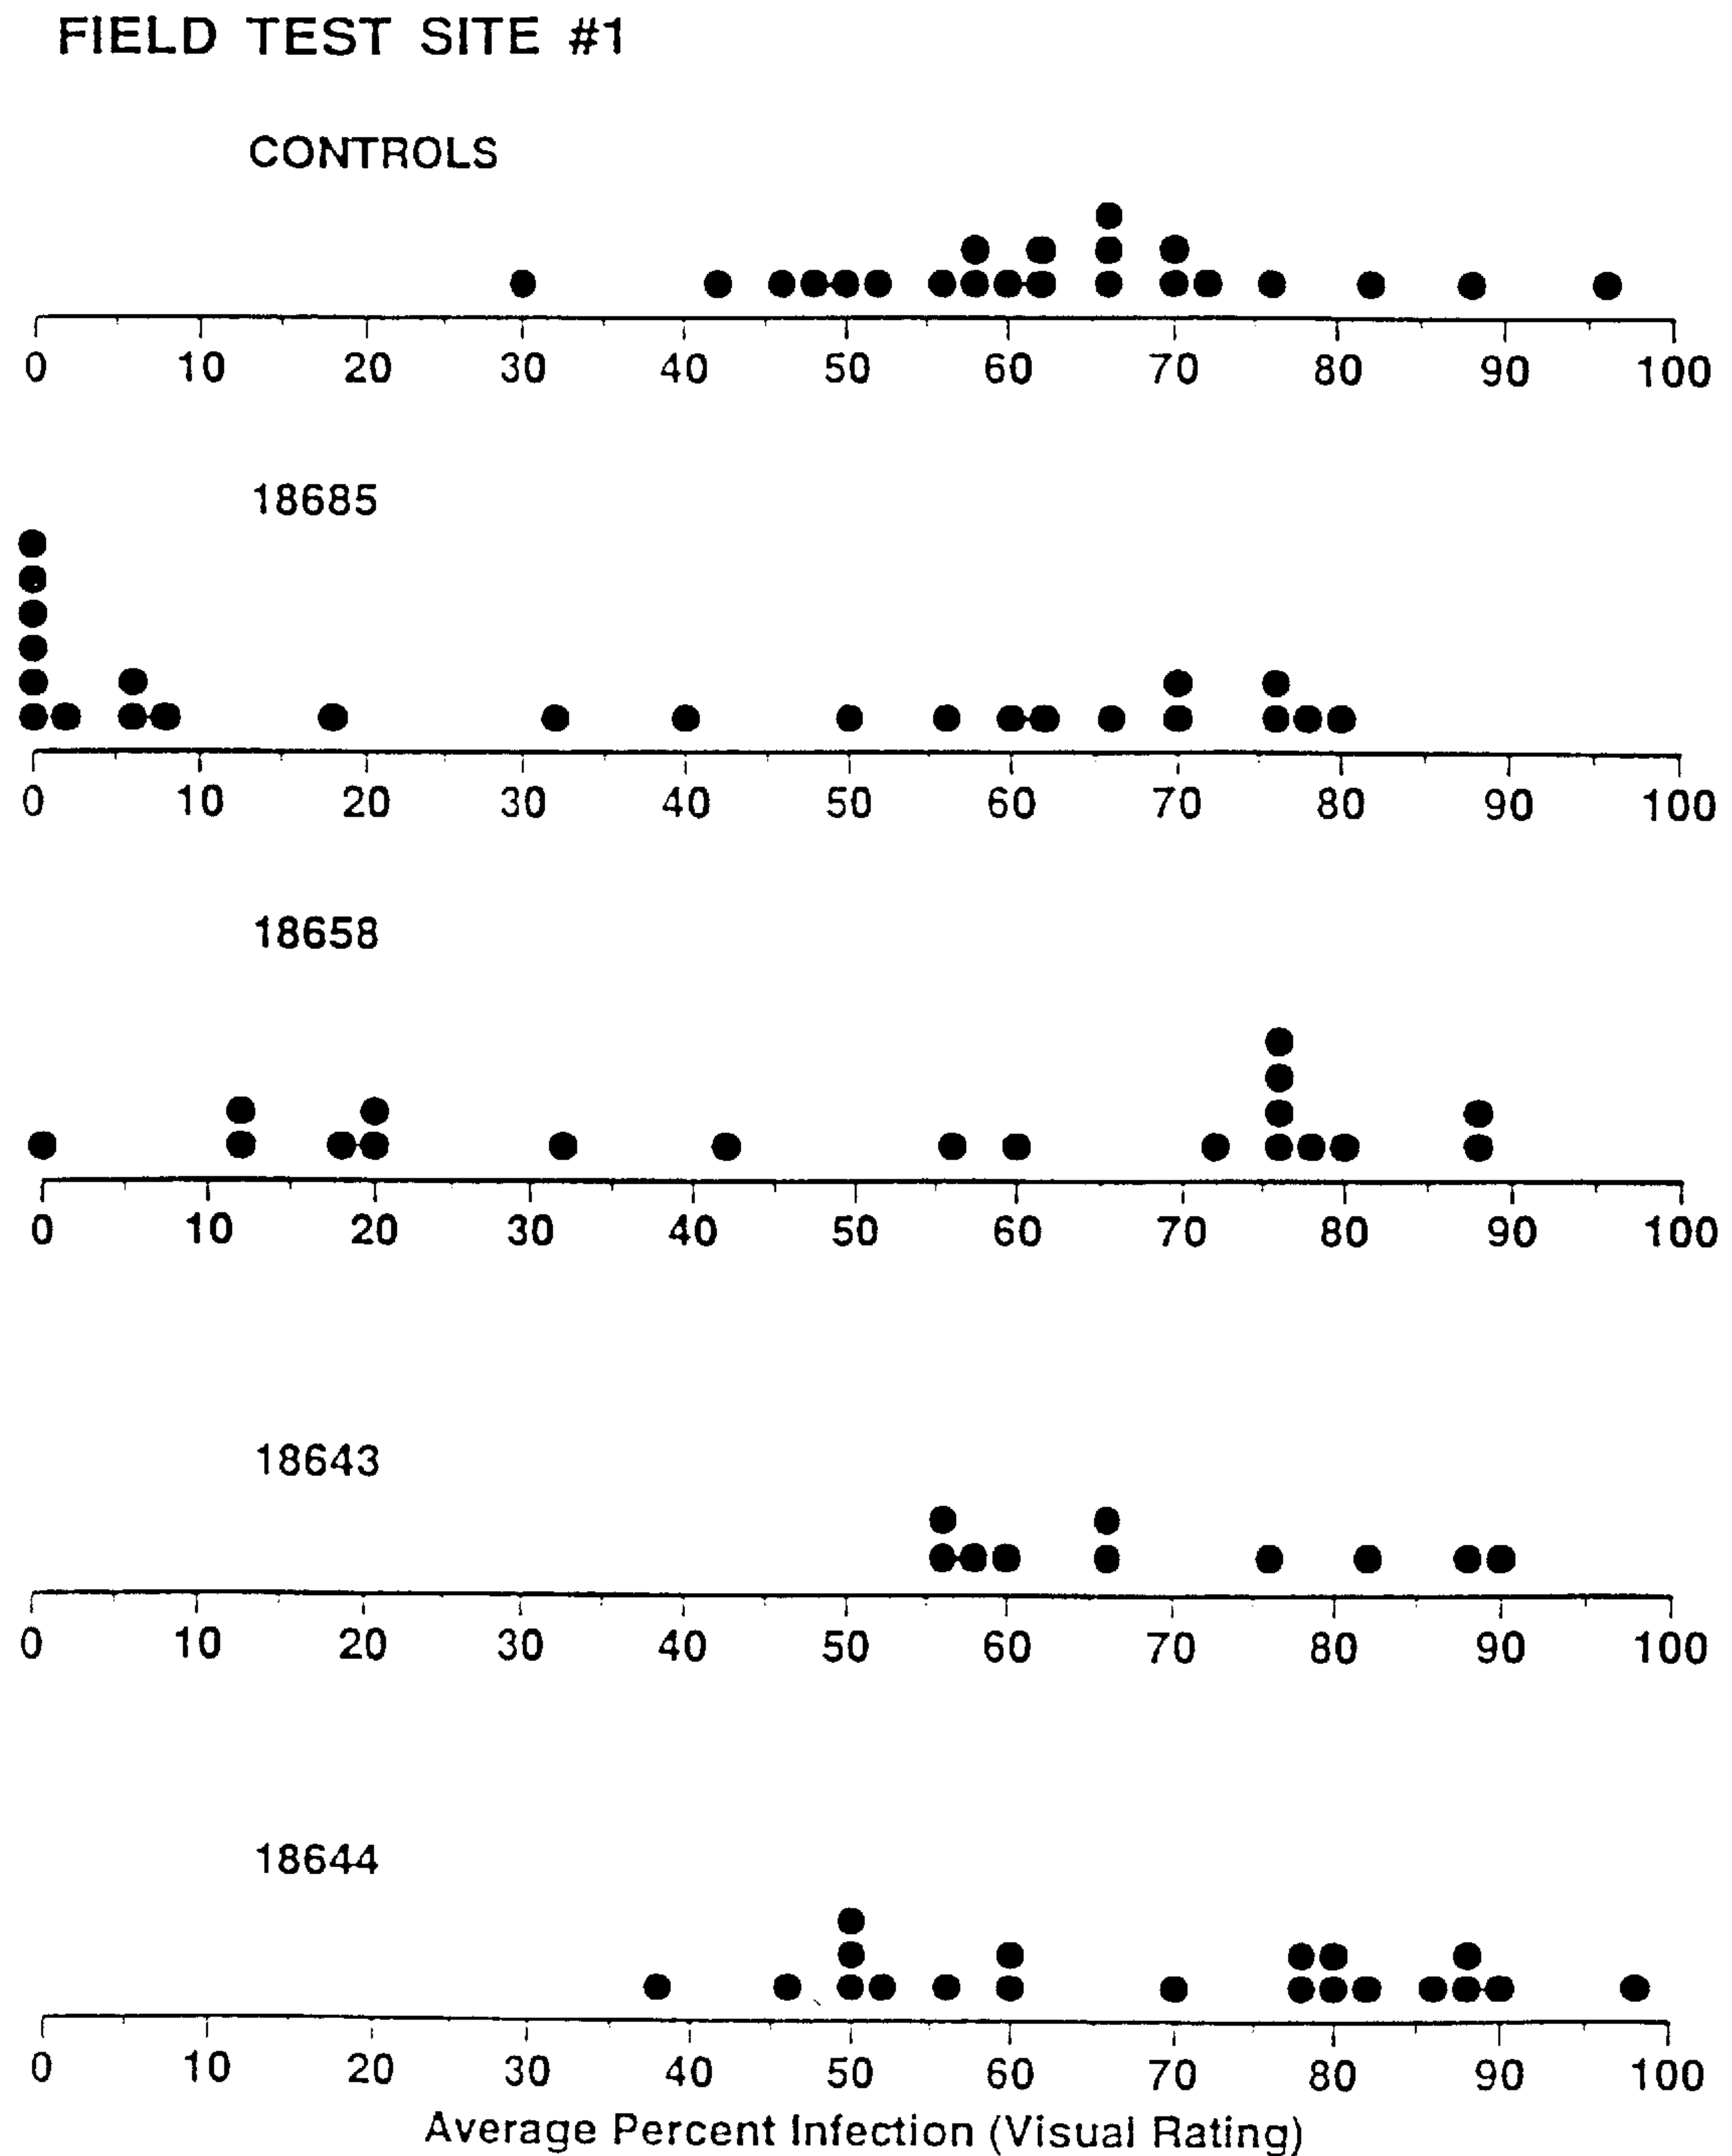 FIELD TEST SITE #1
CONTROLS
0 10 20 30 40 50 60 70 80 90 100
18685
0 10 20 30 40 50 60 70 80 90 100
18658
0 10 20 30 40 50 60 70 80 90 100
18643
0 10 20 30 40 50 60 70 80 90 100
18644
0 10 20 30 40 50 60 70 80 90 100
Average Percent Infection (Visual Rating)